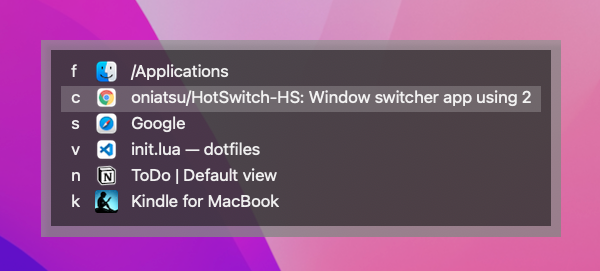 f /Applications
c oniatsu/HotSwitch-HS: Window switcher app using 2
s Google
v init.lua — dotfiles
n ToDo | Default view
k Kindle for MacBook